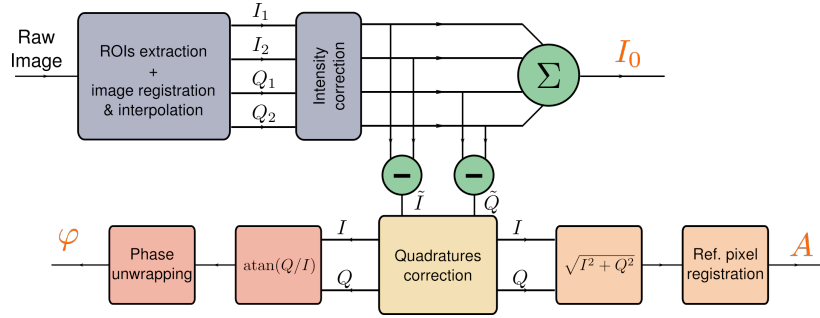 Raw
Image
ROIs extraction
+
image registration
& interpolation
I₁
I₂
Q₁
Q₂
Intensity
correction
Σ
I₀
−
−
Ĩ
Q̃
φ
Phase
unwrapping
atan(Q/I)
I
Q
Quadratures
correction
I
Q
√(I² + Q²)
Ref. pixel
registration
A